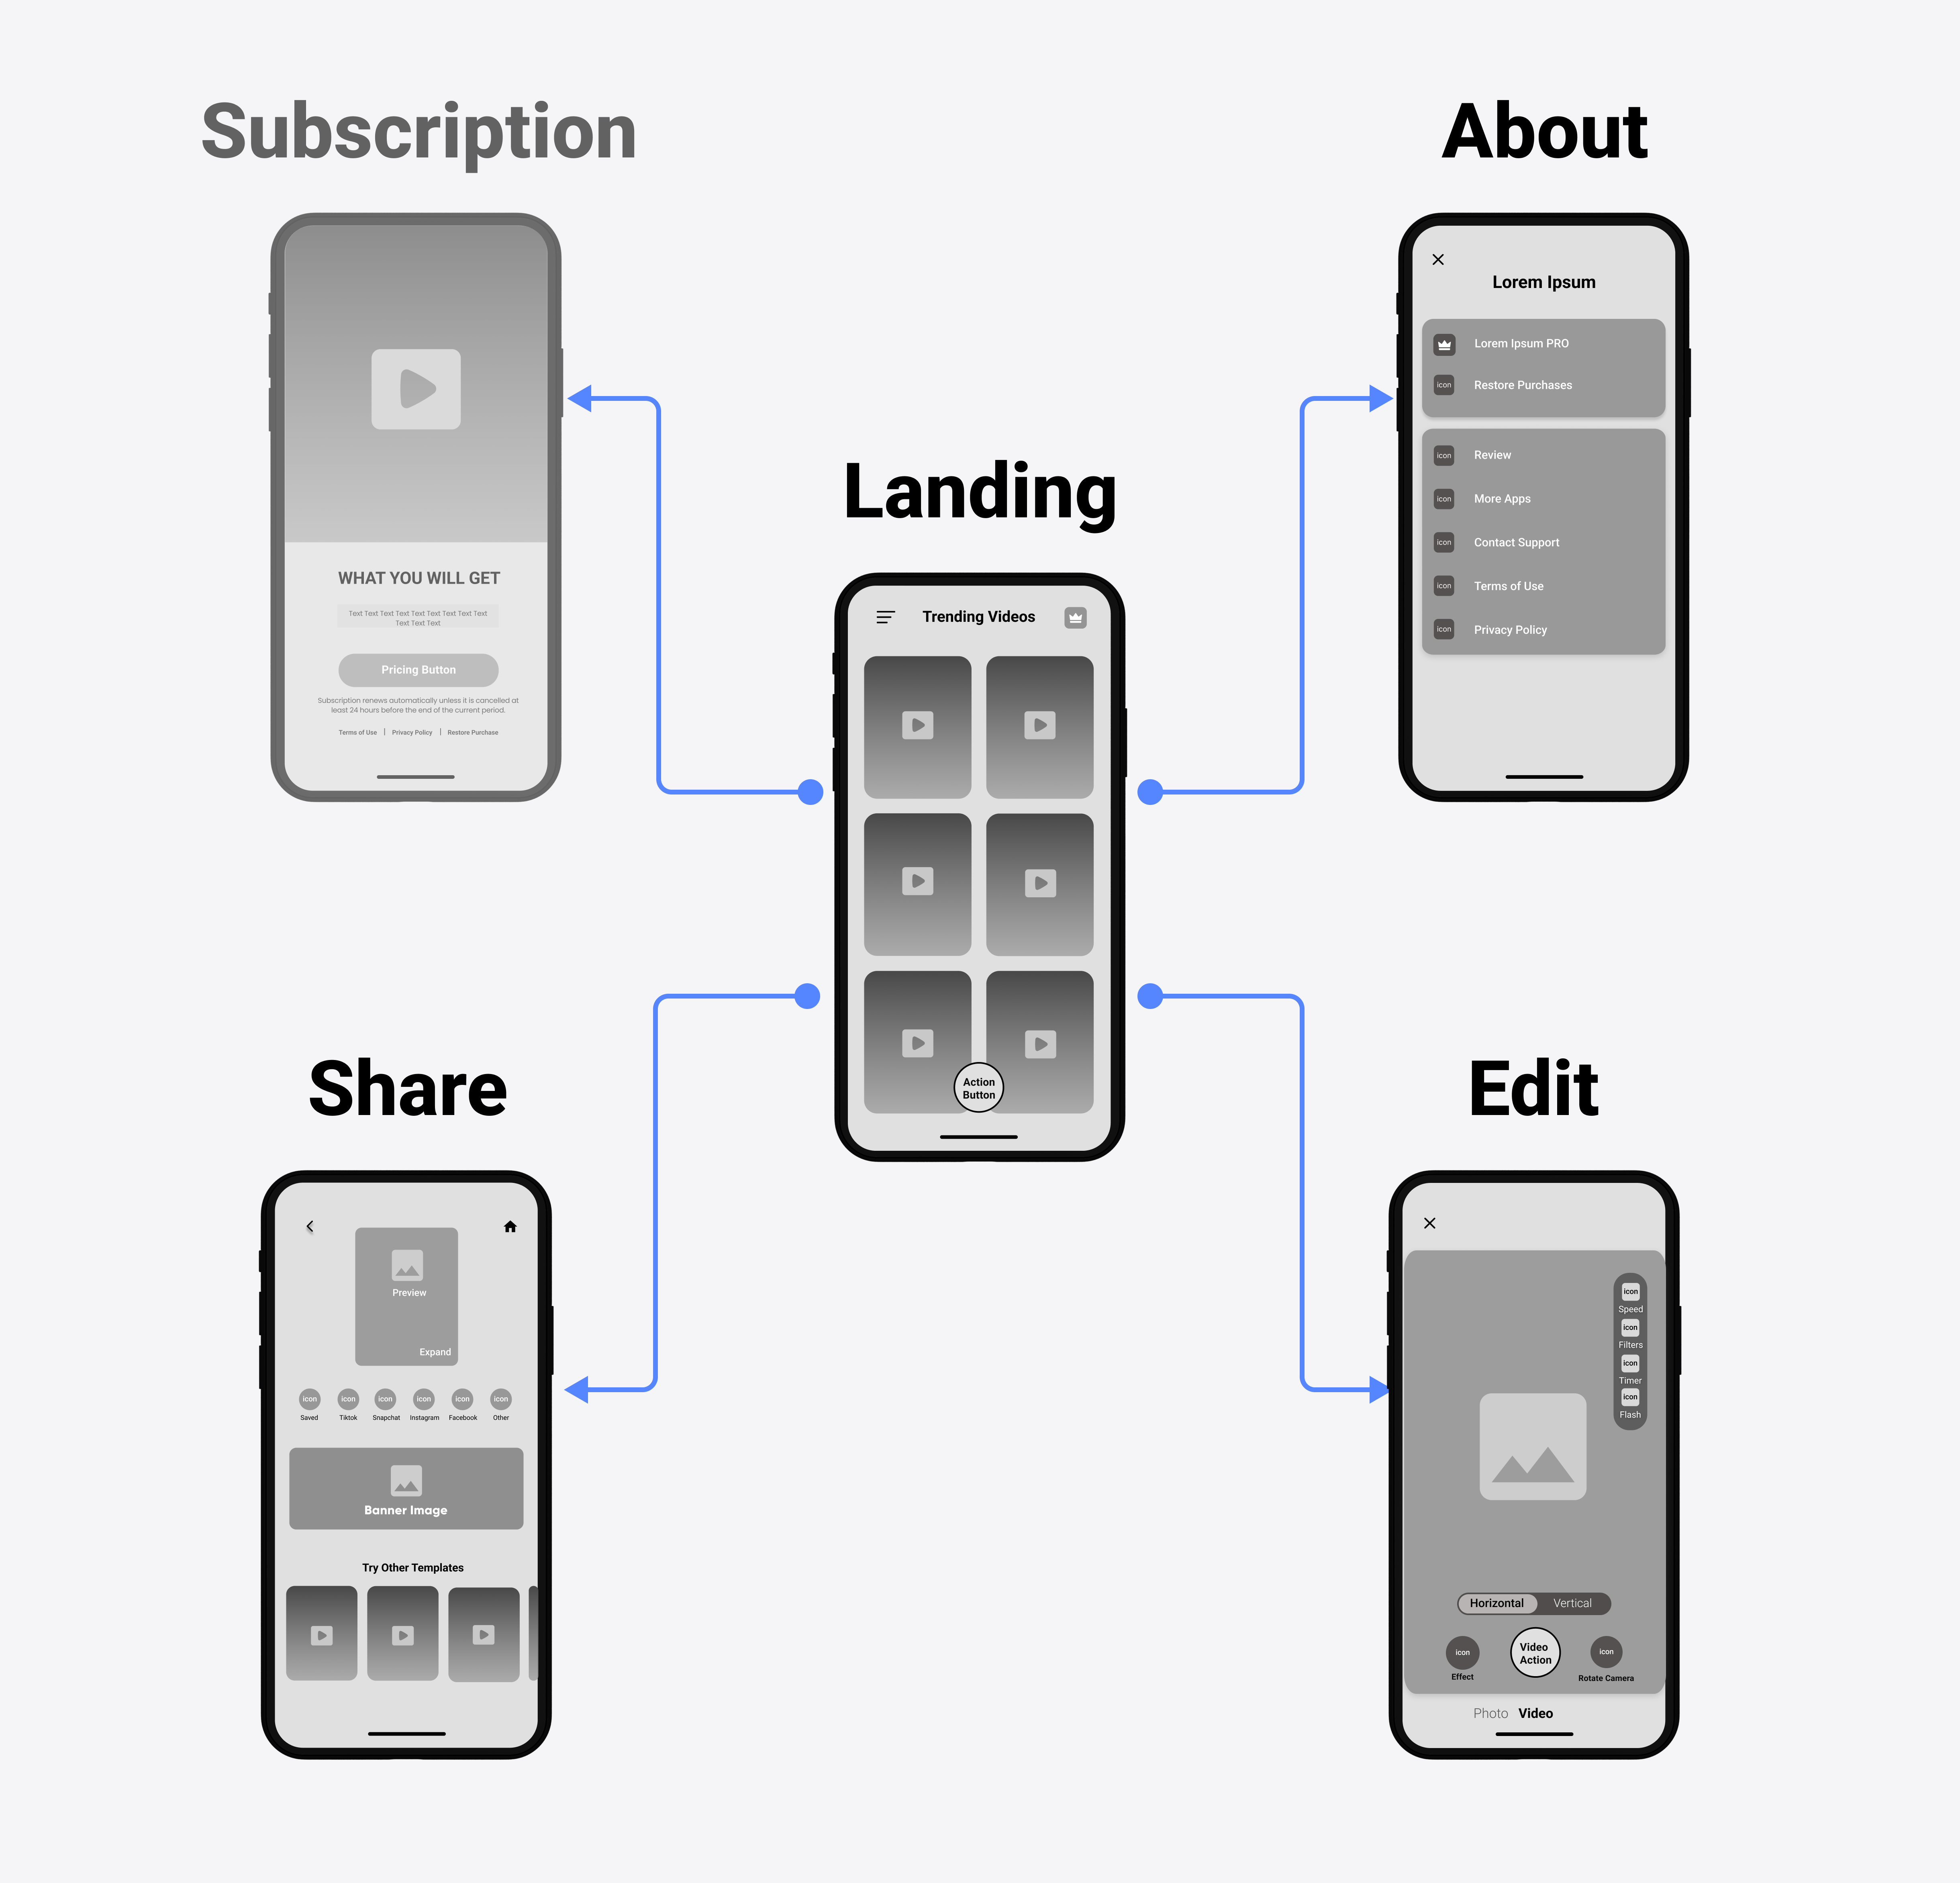 Subscription
WHAT YOU WILL GET
Text Text Text Text Text Text Text Text Text
Text Text Text
Pricing Button
Subscription renews automatically unless it is cancelled at
least 24 hours before the end of the current period.
Terms of Use | Privacy Policy | Restore Purchase
About
Lorem Ipsum
Lorem Ipsum PRO
icon Restore Purchases
icon Review
icon More Apps
icon Contact Support
icon Terms of Use
icon Privacy Policy
Landing
Trending Videos
Action
Button
Share
Preview
Expand
icon icon icon icon icon icon
Saved Tiktok Snapchat Instagram Facebook Other
Banner Image
Try Other Templates
Edit
icon
Speed
icon
Filters
icon
Timer
icon
Flash
Horizontal Vertical
icon
Effect
Video
Action
icon
Rotate Camera
Photo Video